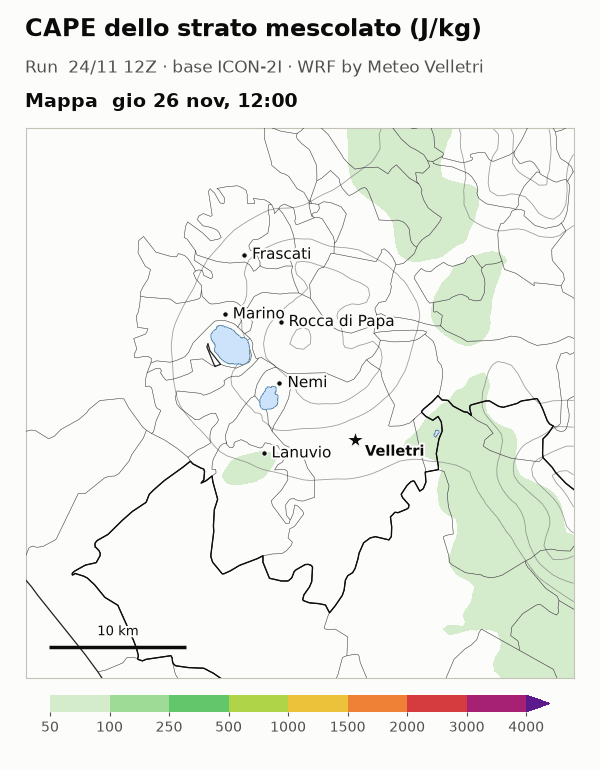 CAPE dello strato mescolato (J/kg)
Run  24/11 12Z · base ICON-2I · WRF by Meteo Velletri
Mappa  gio 26 nov, 12:00
Frascati
Marino
Rocca di Papa
Nemi
Velletri
Lanuvio
10 km
50 100 250 500 1000 1500 2000 3000 4000